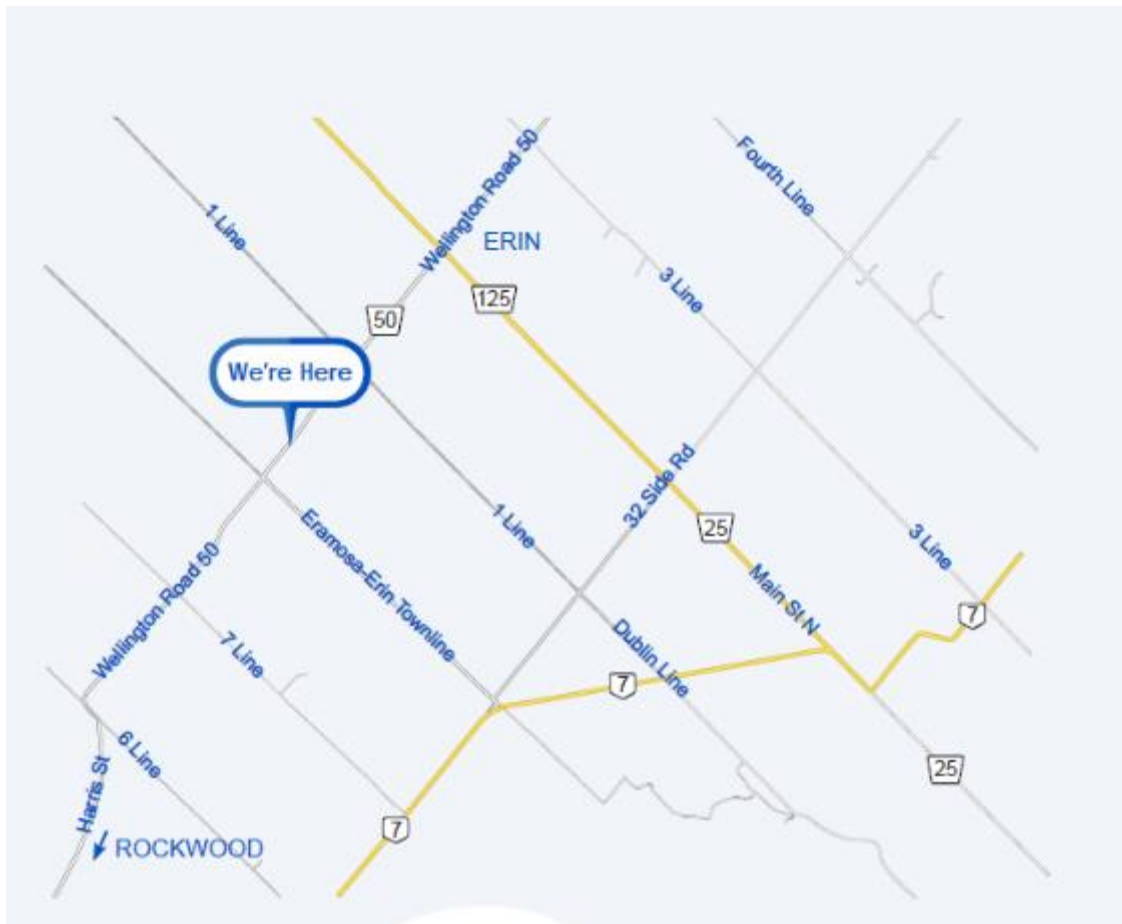 Wellington Road 50
Fourth Line
1 Line
ERIN
3 Line
125
50
We're Here
32 Side Rd
1 Line
25
Eramosa-Erin Townline
3 Line
Wellington Road 50
Main St N
7
7 Line
Dublin Line
7
6 Line
25
Harris St
7
ROCKWOOD